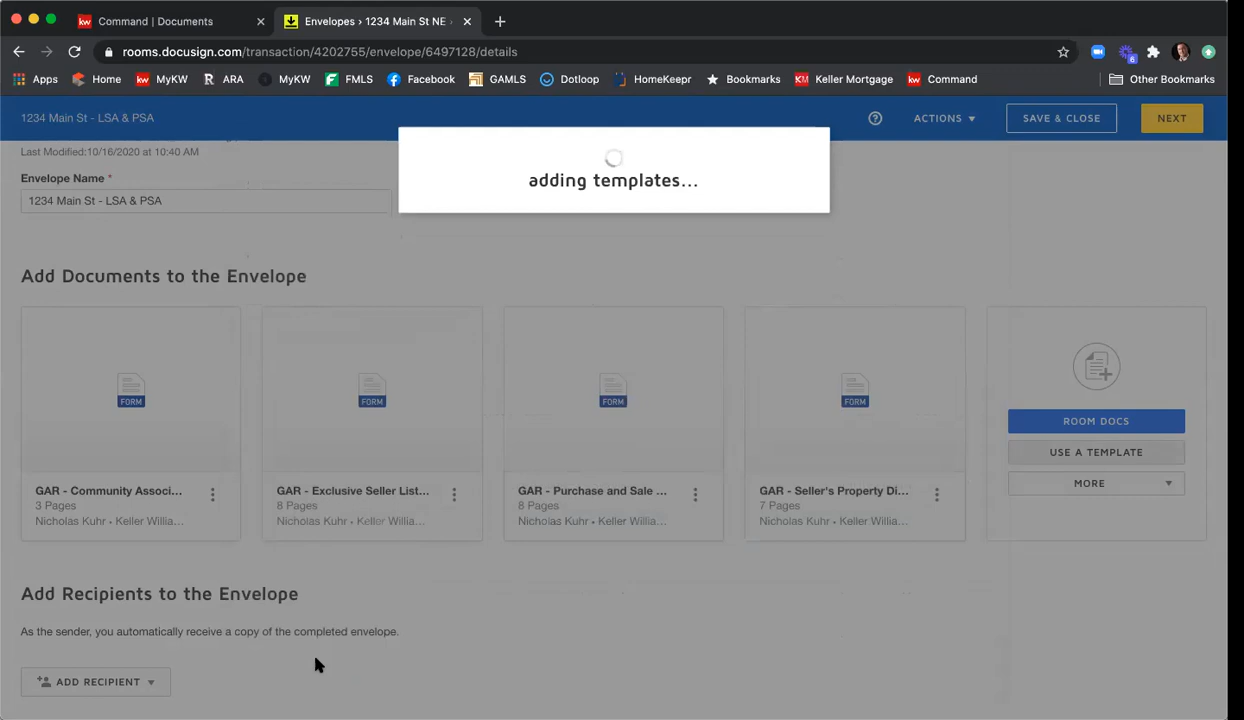 Command | Documents
Envelopes › 1234 Main St NE
rooms.docusign.com/transaction/4202755/envelope/6497128/details
6
Apps
Home
kw
MyKW
R
ARA
MyKW
F
FMLS
Facebook
GAMLS
Dotloop
HomeKeepr
Bookmarks
KM
Keller Mortgage
kw
Command
Other Bookmarks
1234 Main St - LSA & PSA
?
ACTIONS
SAVE & CLOSE
NEXT
Last Modified:10/16/2020 at 10:40 AM
adding templates...
Envelope Name *
1234 Main St - LSA & PSA
Add Documents to the Envelope
FORM
FORM
FORM
FORM
ROOM DOCS
USE A TEMPLATE
MORE
GAR - Community Associ...
3 Pages
Nicholas Kuhr • Keller Willia...
GAR - Exclusive Seller List...
8 Pages
Nicholas Kuhr • Keller Willia...
GAR - Purchase and Sale ...
8 Pages
Nicholas Kuhr • Keller Willia...
GAR - Seller's Property Di...
7 Pages
Nicholas Kuhr • Keller Willia...
Add Recipients to the Envelope
As the sender, you automatically receive a copy of the completed envelope.
ADD RECIPIENT